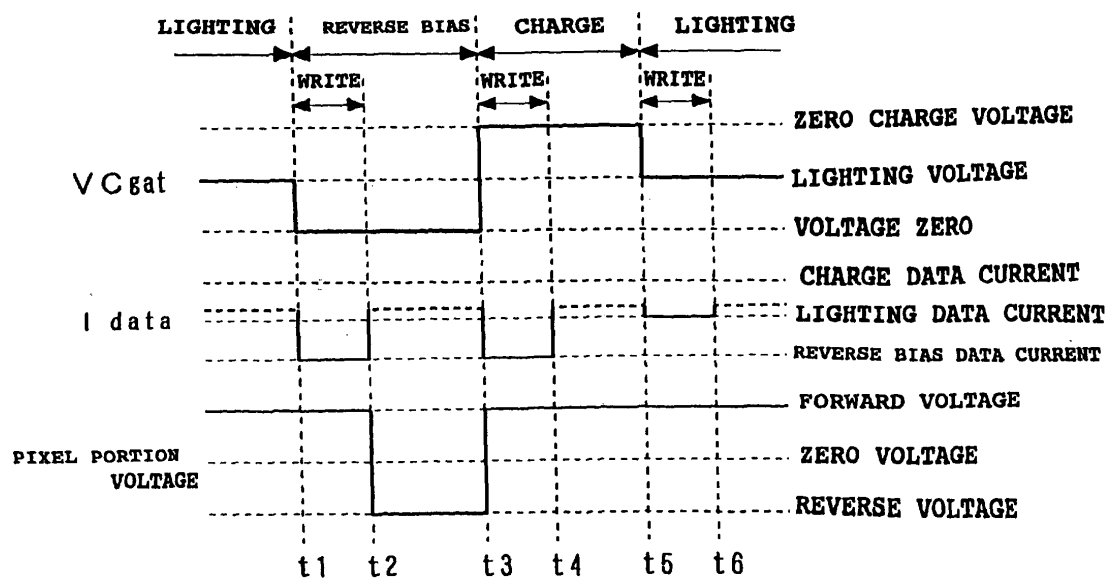 LIGHTING REVERSE BIAS CHARGE LIGHTING
WRITE WRITE WRITE
ZERO CHARGE VOLTAGE
VCgat
LIGHTING VOLTAGE
VOLTAGE ZERO
CHARGE DATA CURRENT
I data
LIGHTING DATA CURRENT
REVERSE BIAS DATA CURRENT
FORWARD VOLTAGE
PIXEL PORTION
VOLTAGE
ZERO VOLTAGE
REVERSE VOLTAGE
t1 t2 t3 t4 t5 t6